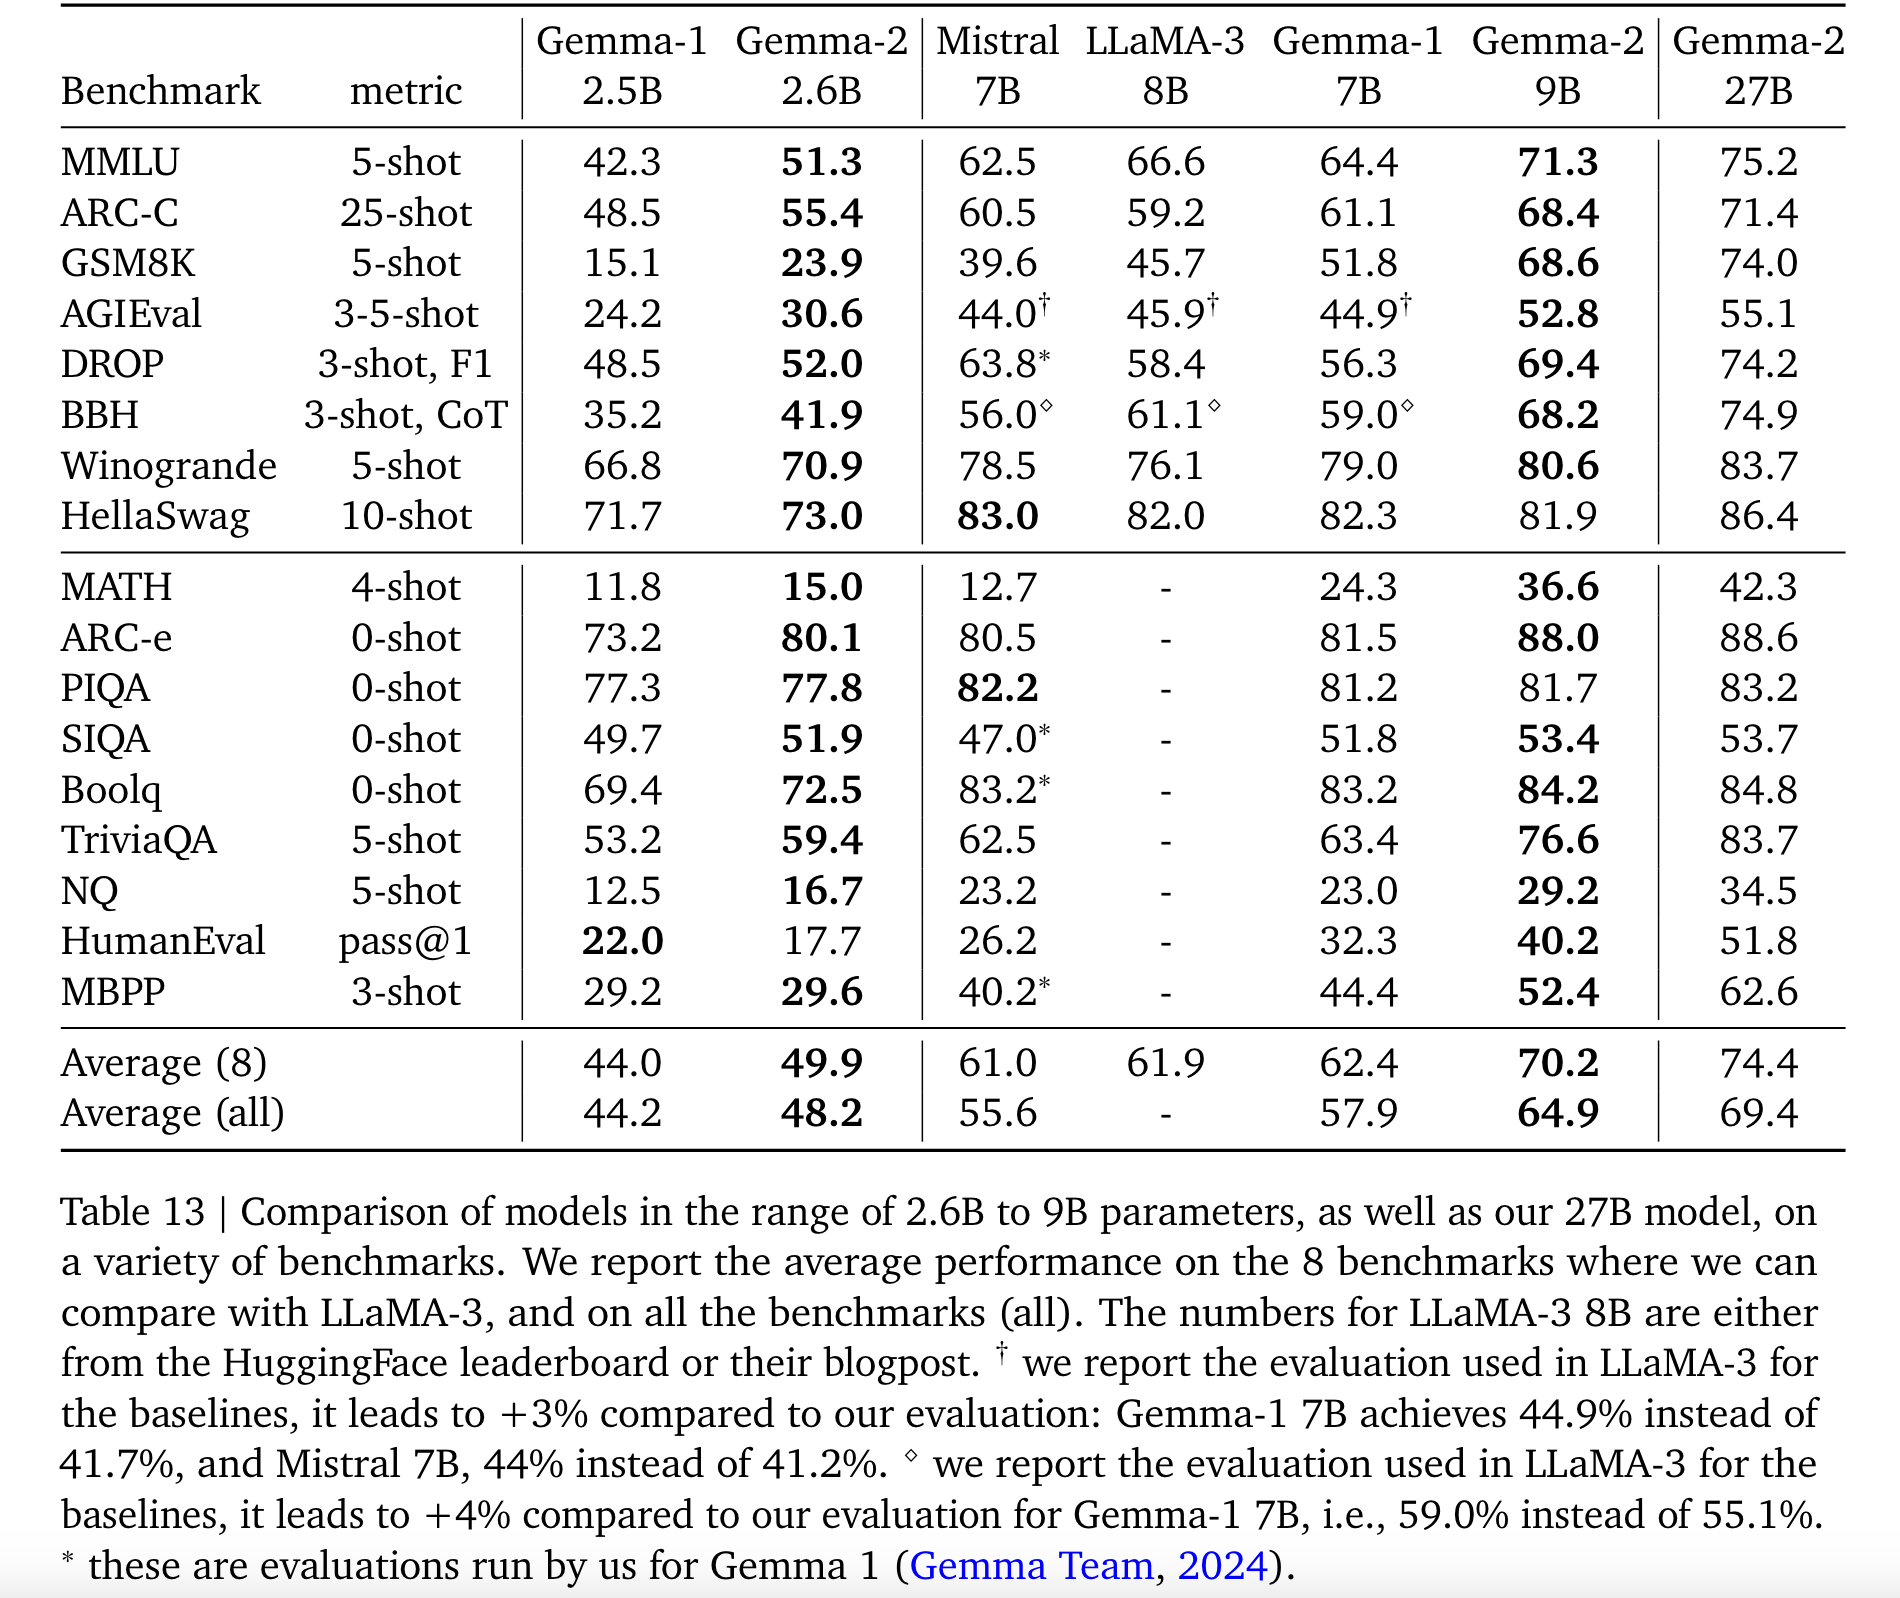 Gemma-1 Gemma-2 Mistral LLaMA-3 Gemma-1 Gemma-2 Gemma-2
Benchmark metric 2.5B 2.6B 7B 8B 7B 9B 27B
MMLU 5-shot 42.3 51.3 62.5 66.6 64.4 71.3 75.2
ARC-C 25-shot 48.5 55.4 60.5 59.2 61.1 68.4 71.4
GSM8K 5-shot 15.1 23.9 39.6 45.7 51.8 68.6 74.0
AGIEval 3-5-shot 24.2 30.6 44.0† 45.9† 44.9† 52.8 55.1
DROP 3-shot, F1 48.5 52.0 63.8* 58.4 56.3 69.4 74.2
BBH 3-shot, CoT 35.2 41.9 56.0⋄ 61.1⋄ 59.0⋄ 68.2 74.9
Winogrande 5-shot 66.8 70.9 78.5 76.1 79.0 80.6 83.7
HellaSwag 10-shot 71.7 73.0 83.0 82.0 82.3 81.9 86.4
MATH 4-shot 11.8 15.0 12.7 - 24.3 36.6 42.3
ARC-e 0-shot 73.2 80.1 80.5 - 81.5 88.0 88.6
PIQA 0-shot 77.3 77.8 82.2 - 81.2 81.7 83.2
SIQA 0-shot 49.7 51.9 47.0* - 51.8 53.4 53.7
Boolq 0-shot 69.4 72.5 83.2* - 83.2 84.2 84.8
TriviaQA 5-shot 53.2 59.4 62.5 - 63.4 76.6 83.7
NQ 5-shot 12.5 16.7 23.2 - 23.0 29.2 34.5
HumanEval pass@1 22.0 17.7 26.2 - 32.3 40.2 51.8
MBPP 3-shot 29.2 29.6 40.2* - 44.4 52.4 62.6
Average (8) 44.0 49.9 61.0 61.9 62.4 70.2 74.4
Average (all) 44.2 48.2 55.6 - 57.9 64.9 69.4
Table 13 | Comparison of models in the range of 2.6B to 9B parameters, as well as our 27B model, on
a variety of benchmarks. We report the average performance on the 8 benchmarks where we can
compare with LLaMA-3, and on all the benchmarks (all). The numbers for LLaMA-3 8B are either
from the HuggingFace leaderboard or their blogpost. † we report the evaluation used in LLaMA-3 for
the baselines, it leads to +3% compared to our evaluation: Gemma-1 7B achieves 44.9% instead of
41.7%, and Mistral 7B, 44% instead of 41.2%. ⋄ we report the evaluation used in LLaMA-3 for the
baselines, it leads to +4% compared to our evaluation for Gemma-1 7B, i.e., 59.0% instead of 55.1%.
* these are evaluations run by us for Gemma 1 (Gemma Team, 2024).